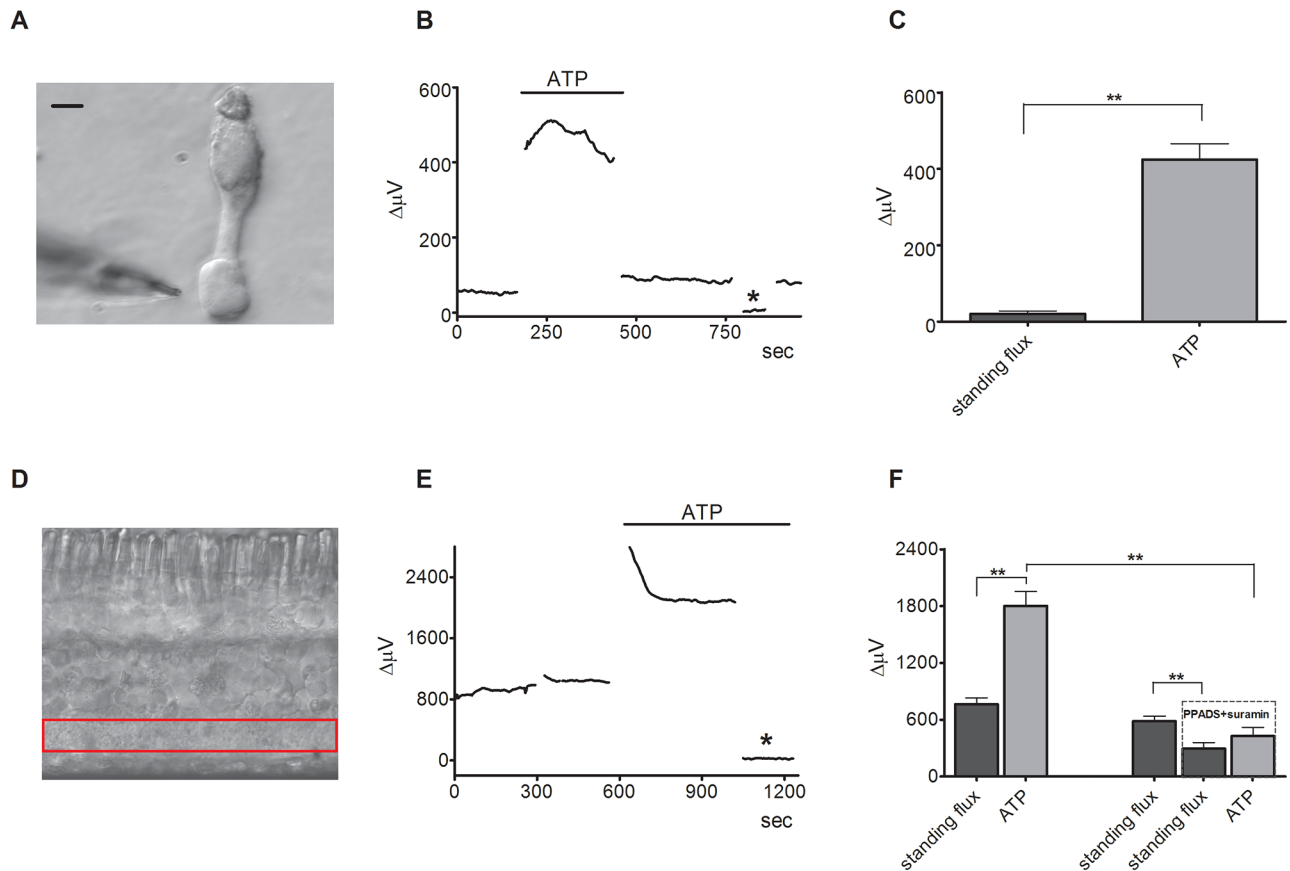 A
B
C
ATP
600
400
200
0
ΔμV
*
0
250
500
750
sec
600
400
200
0
ΔμV
**
standing flux
ATP
D
E
F
ATP
2400
1600
800
0
ΔμV
*
0
300
600
900
1200
sec
2400
1800
1200
600
0
ΔμV
**
**
**
PPADS+suramin
standing flux
ATP
standing flux
standing flux
ATP